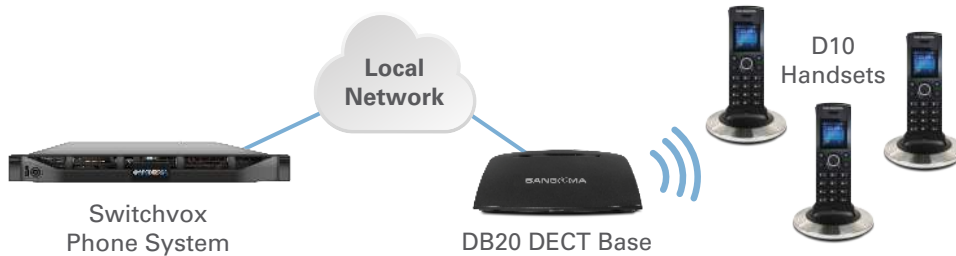 Local
Network
D10
Handsets
SANGOMA
Switchvox
Phone System
DB20 DECT Base